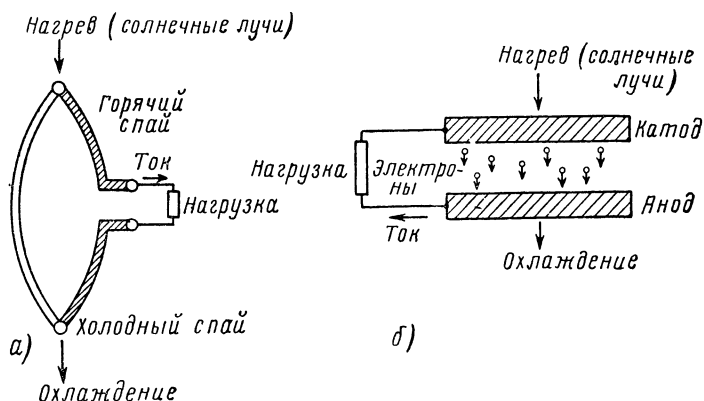 Нагрев (солнечные лучи)
Горячий
спай
Ток
Нагрузка
Холодный спай
а)
Охлаждение
Нагрев (солнечные
лучи)
Катод
Нагрузка
Электро-
ны
Анод
Ток
Охлаждение
б)